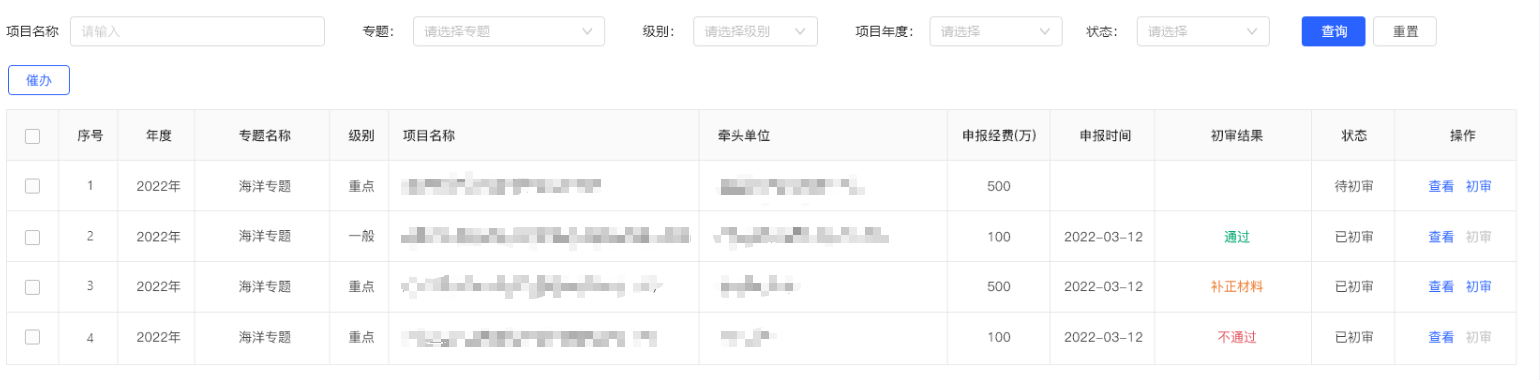 项目名称 请输入 专题： 请选择专题 级别： 请选择级别 项目年度： 请选择 状态： 请选择 查询 重置
催办
序号 年度 专题名称 级别 项目名称 牵头单位 申报经费(万) 申报时间 初审结果 状态 操作
1 2022年 海洋专题 重点 500 待初审 查看 初审
2 2022年 海洋专题 一般 100 2022-03-12 通过 已初审 查看 初审
3 2022年 海洋专题 重点 500 2022-03-12 补正材料 已初审 查看 初审
4 2022年 海洋专题 重点 100 2022-03-12 不通过 已初审 查看 初审